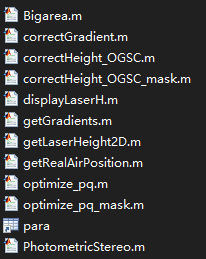 Bigarea.m
correctGradient.m
correctHeight_OGSC.m
correctHeight_OGSC_mask.m
displayLaserH.m
getGradients.m
getLaserHeight2D.m
getRealAirPosition.m
optimize_pq.m
optimize_pq_mask.m
para
PhotometricStereo.m